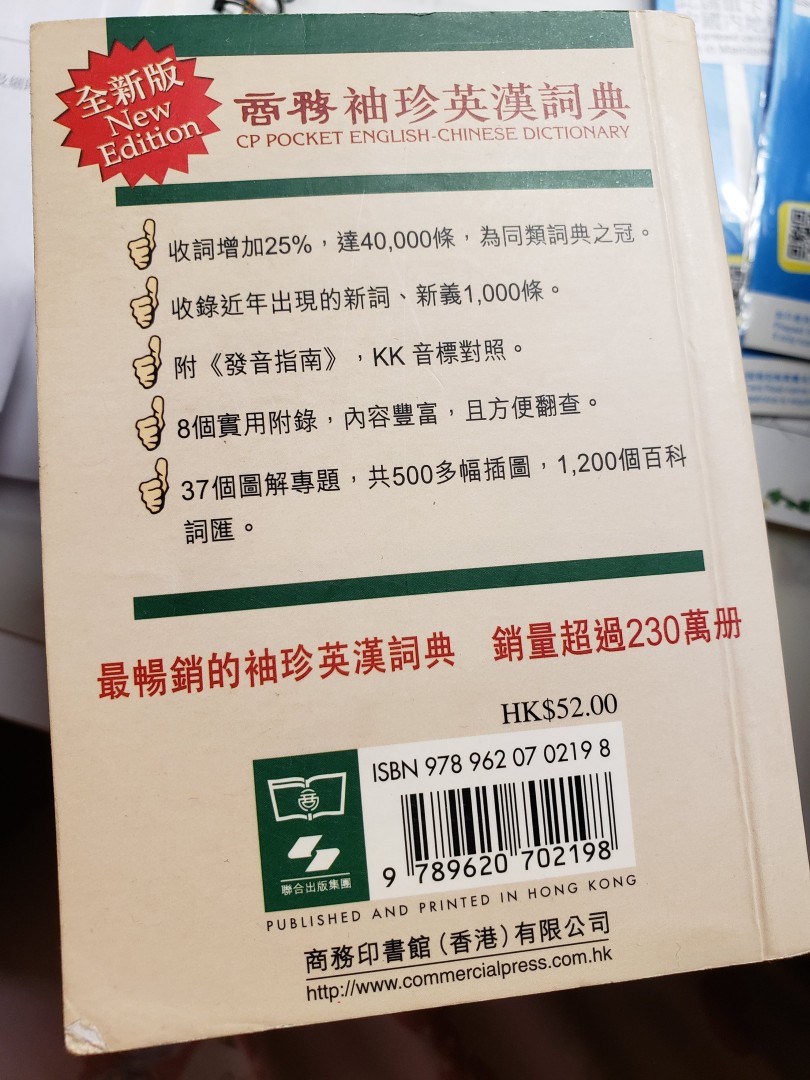 全新版
New
Edition
商務袖珍英漢詞典
CP POCKET ENGLISH-CHINESE DICTIONARY
收詞增加25%，達40,000條，為同類詞典之冠。
收錄近年出現的新詞、新義1,000條。
附《發音指南》，KK 音標對照。
8個實用附錄，內容豐富，且方便翻查。
37個圖解專題，共500多幅插圖，1,200個百科
詞匯。
最暢銷的袖珍英漢詞典 銷量超過230萬册
HK$52.00
ISBN 978 962 07 0219 8
商
聯合出版集團
9 789620 702198
PUBLISHED AND PRINTED IN HONG KONG
商務印書館（香港）有限公司
http://www.commercialpress.com.hk